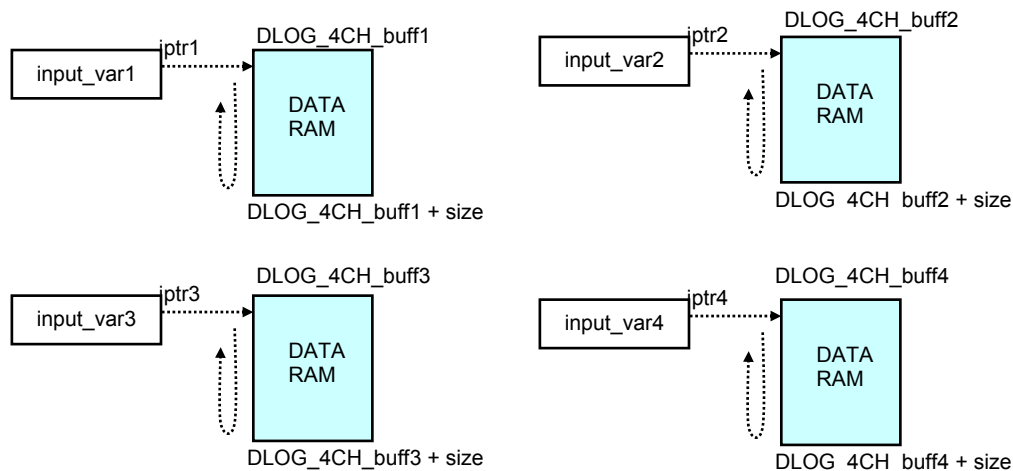 DLOG_4CH_buff1
iptr1
input_var1
DATA
RAM
DLOG_4CH_buff1 + size
DLOG_4CH_buff2
iptr2
input_var2
DATA
RAM
DLOG 4CH buff2 + size
DLOG_4CH_buff3
iptr3
input_var3
DATA
RAM
DLOG_4CH_buff3 + size
DLOG_4CH_buff4
iptr4
input_var4
DATA
RAM
DLOG 4CH buff4 + size